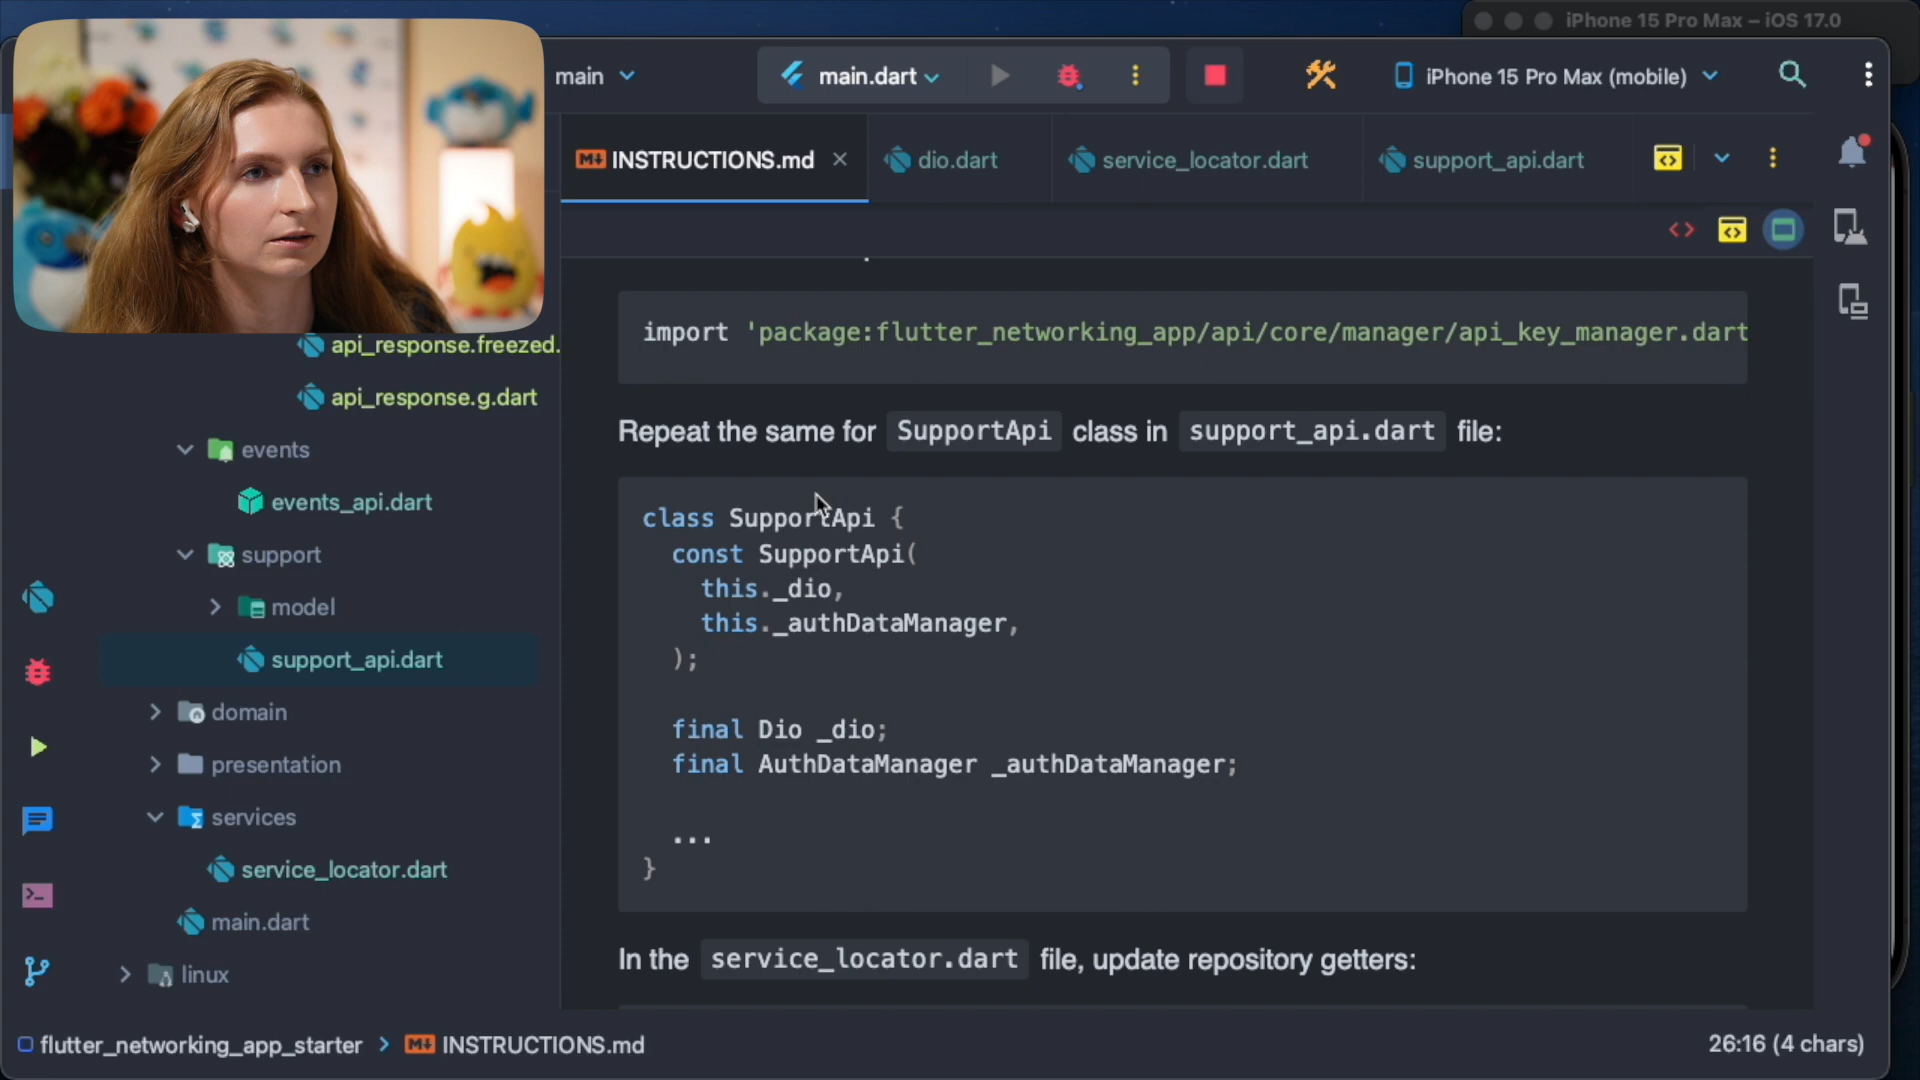 iPhone 15 Pro Max – iOS 17.0
main
main.dart
iPhone 15 Pro Max (mobile)
INSTRUCTIONS.md
dio.dart
service_locator.dart
support_api.dart
import 'package:flutter_networking_app/api/core/manager/api_key_manager.dart
Repeat the same for SupportApi class in support_api.dart file:
class SupportApi {
const SupportApi(
this._dio,
this._authDataManager,
);
final Dio _dio;
final AuthDataManager _authDataManager;
...
}
In the service_locator.dart file, update repository getters:
api_response.freezed.
api_response.g.dart
events
events_api.dart
support
model
support_api.dart
domain
presentation
services
service_locator.dart
main.dart
linux
flutter_networking_app_starter > INSTRUCTIONS.md
26:16 (4 chars)